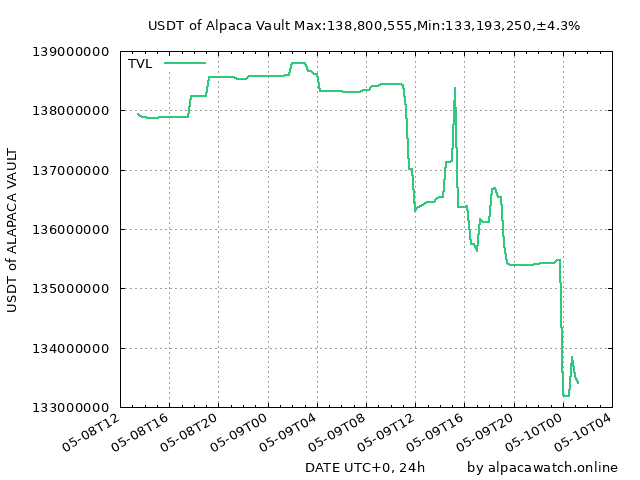 USDT of Alpaca Vault Max:138,800,555,Min:133,193,250,±4.3%
TVL
USDT of ALAPACA VAULT
139000000
138000000
137000000
136000000
135000000
134000000
133000000
05-08T12
05-08T16
05-08T20
05-09T00
05-09T04
05-09T08
05-09T12
05-09T16
05-09T20
05-10T00
05-10T04
DATE UTC+0, 24h
by alpacawatch.online